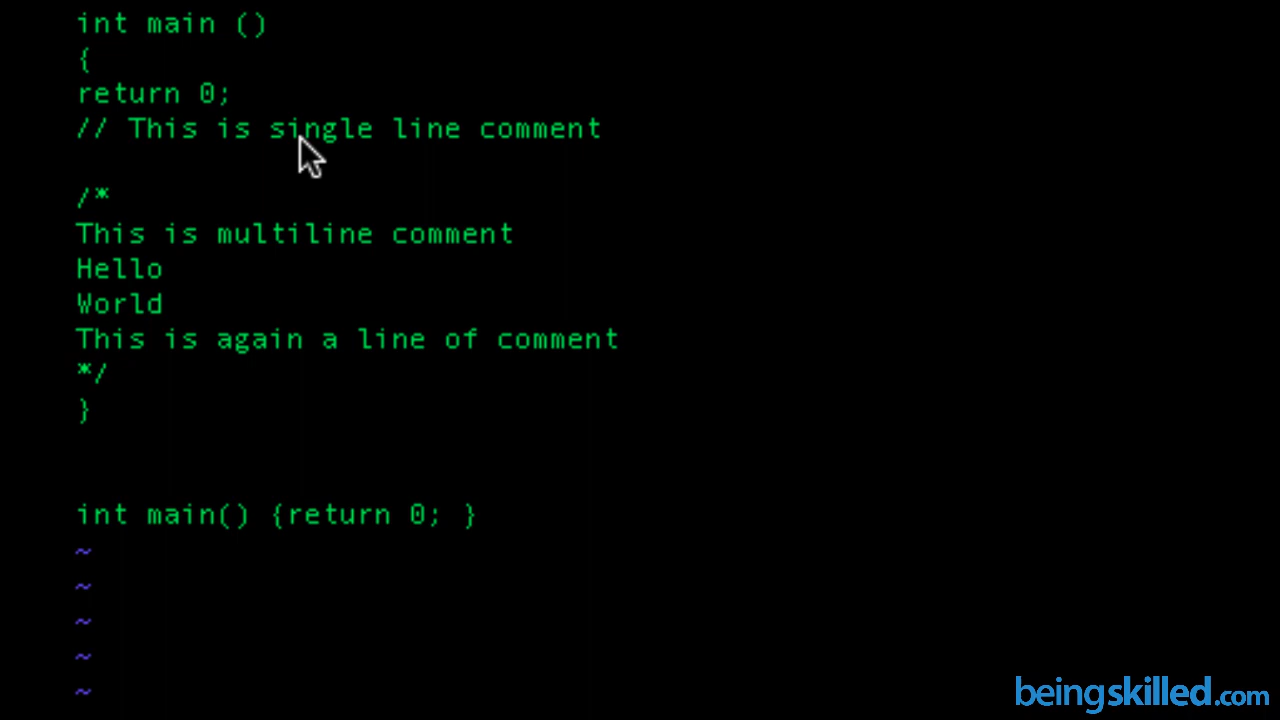 int main ()
{
return 0;
// This is single line comment
/*
This is multiline comment
Hello
World
This is again a line of comment
*/
}
int main() {return 0; }
~
~
~
~
~
beingskilled.com